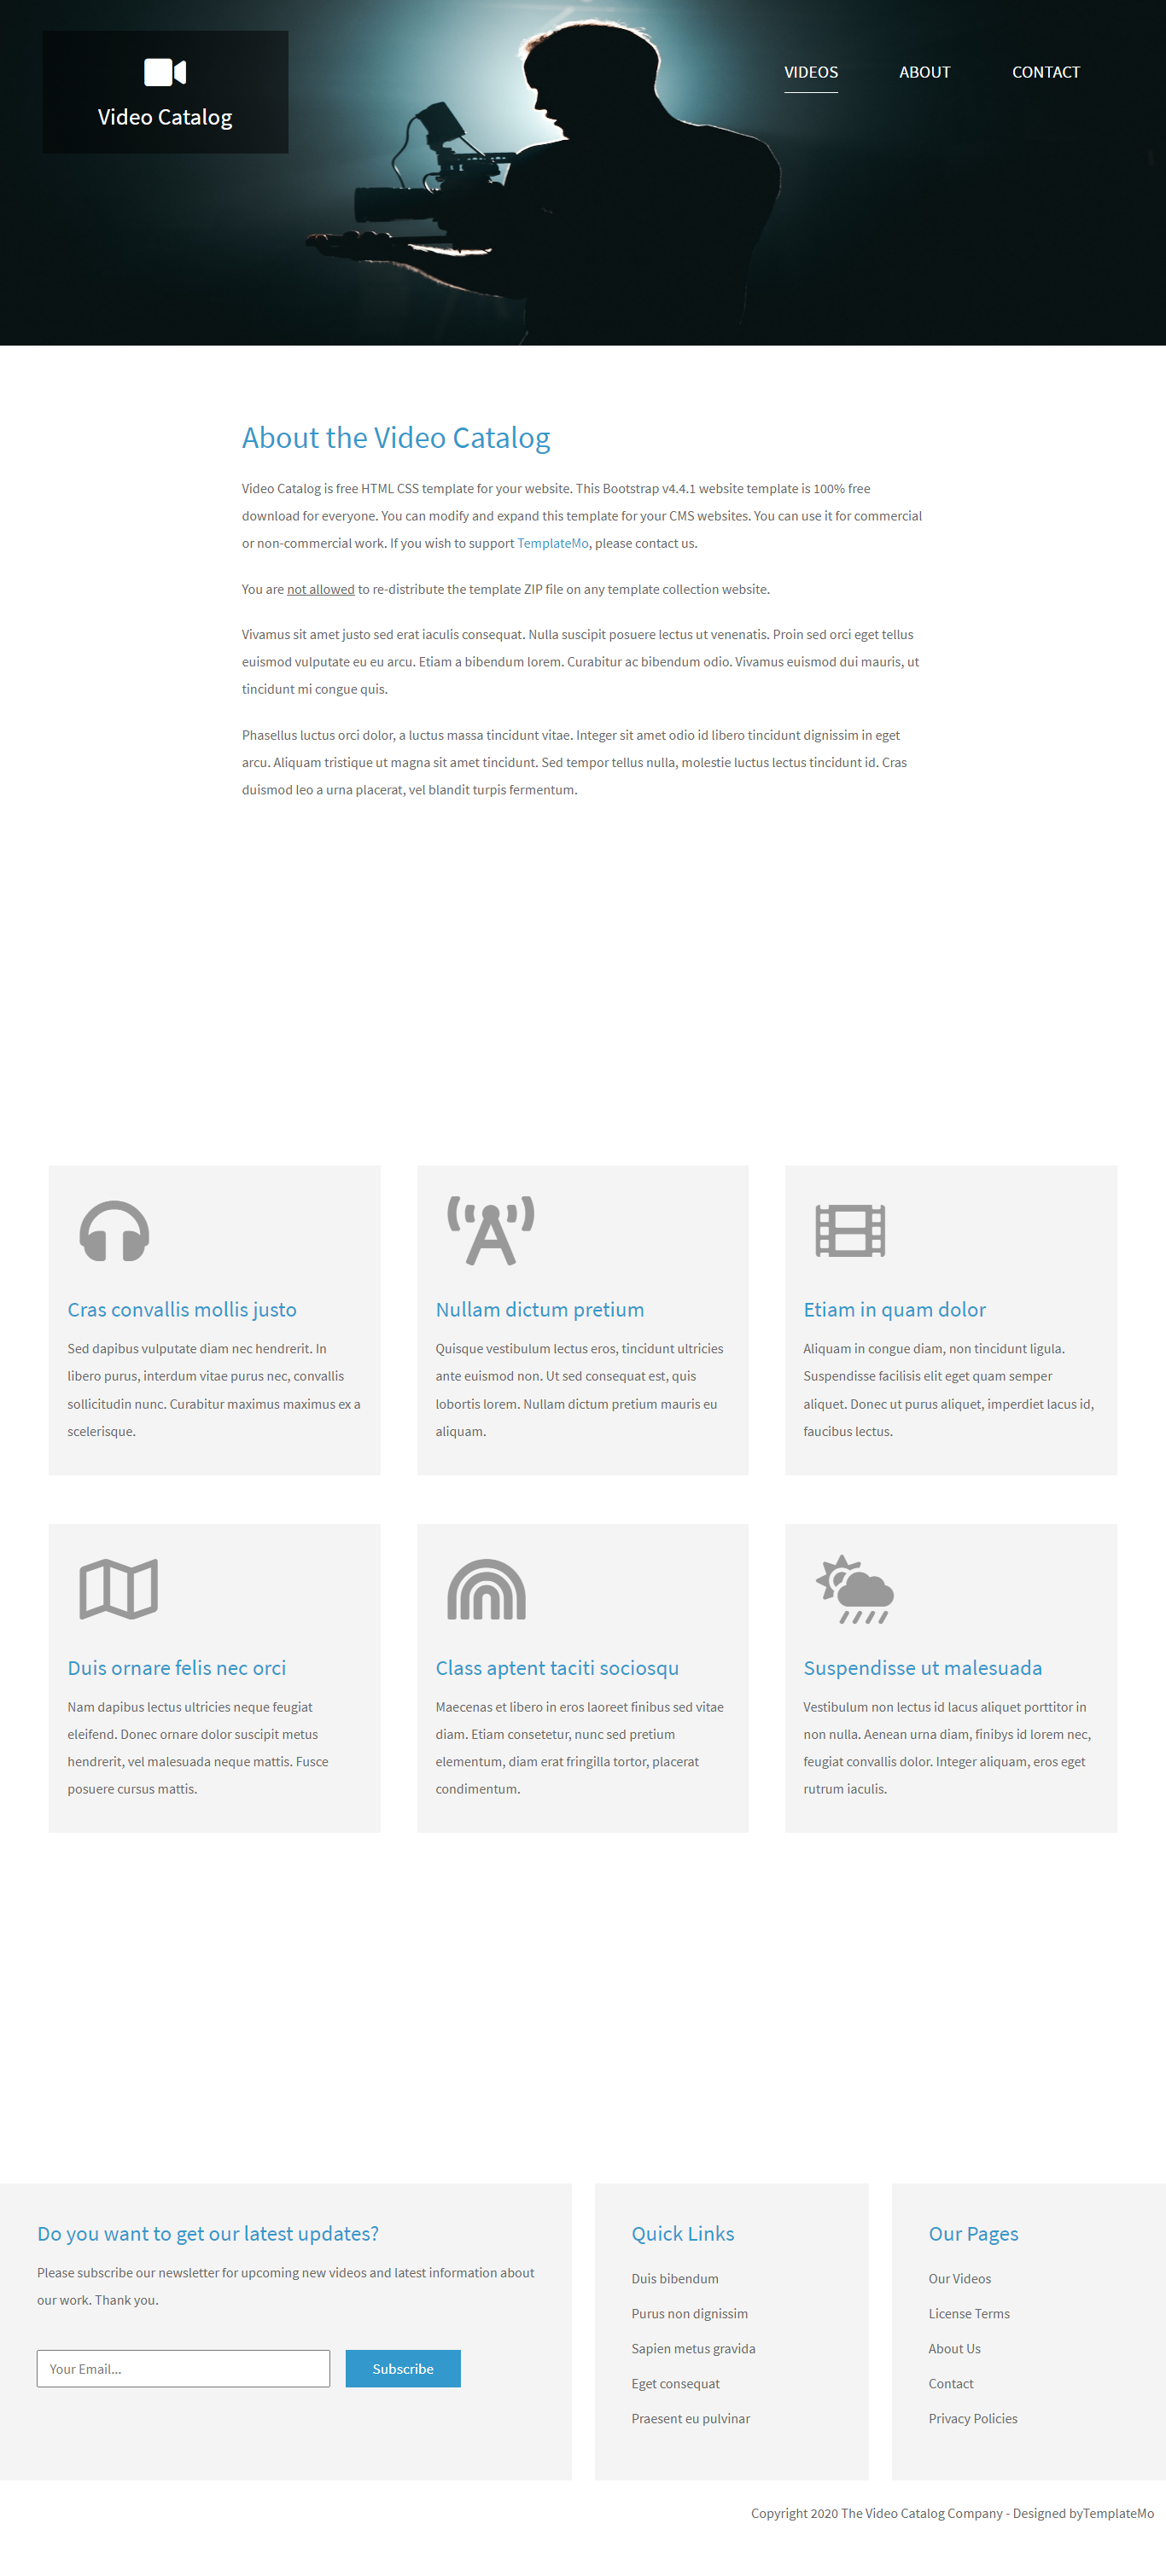 Video Catalog
VIDEOS
ABOUT
CONTACT
About the Video Catalog
Video Catalog is free HTML CSS template for your website. This Bootstrap v4.4.1 website template is 100% free
download for everyone. You can modify and expand this template for your CMS websites. You can use it for commercial
or non-commercial work. If you wish to support TemplateMo, please contact us.
You are not allowed to re-distribute the template ZIP file on any template collection website.
Vivamus sit amet justo sed erat iaculis consequat. Nulla suscipit posuere lectus ut venenatis. Proin sed orci eget tellus
euismod vulputate eu eu arcu. Etiam a bibendum lorem. Curabitur ac bibendum odio. Vivamus euismod dui mauris, ut
tincidunt mi congue quis.
Phasellus luctus orci dolor, a luctus massa tincidunt vitae. Integer sit amet odio id libero tincidunt dignissim in eget
arcu. Aliquam tristique ut magna sit amet tincidunt. Sed tempor tellus nulla, molestie luctus lectus tincidunt id. Cras
duismod leo a urna placerat, vel blandit turpis fermentum.
Cras convallis mollis justo
Sed dapibus vulputate diam nec hendrerit. In
libero purus, interdum vitae purus nec, convallis
sollicitudin nunc. Curabitur maximus maximus ex a
scelerisque.
Nullam dictum pretium
Quisque vestibulum lectus eros, tincidunt ultricies
ante euismod non. Ut sed consequat est, quis
lobortis lorem. Nullam dictum pretium mauris eu
aliquam.
Etiam in quam dolor
Aliquam in congue diam, non tincidunt ligula.
Suspendisse facilisis elit eget quam semper
aliquet. Donec ut purus aliquet, imperdiet lacus id,
faucibus lectus.
Duis ornare felis nec orci
Nam dapibus lectus ultricies neque feugiat
eleifend. Donec ornare dolor suscipit metus
hendrerit, vel malesuada neque mattis. Fusce
posuere cursus mattis.
Class aptent taciti sociosqu
Maecenas et libero in eros laoreet finibus sed vitae
diam. Etiam consetetur, nunc sed pretium
elementum, diam erat fringilla tortor, placerat
condimentum.
Suspendisse ut malesuada
Vestibulum non lectus id lacus aliquet porttitor in
non nulla. Aenean urna diam, finibys id lorem nec,
feugiat convallis dolor. Integer aliquam, eros eget
rutrum iaculis.
Do you want to get our latest updates?
Please subscribe our newsletter for upcoming new videos and latest information about
our work. Thank you.
Your Email...
Subscribe
Quick Links
Duis bibendum
Purus non dignissim
Sapien metus gravida
Eget consequat
Praesent eu pulvinar
Our Pages
Our Videos
License Terms
About Us
Contact
Privacy Policies
Copyright 2020 The Video Catalog Company - Designed byTemplateMo